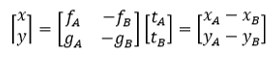 [x y] = [f_A −f_B g_A −g_B] [t_A t_B] = [x_A − x_B y_A − y_B]